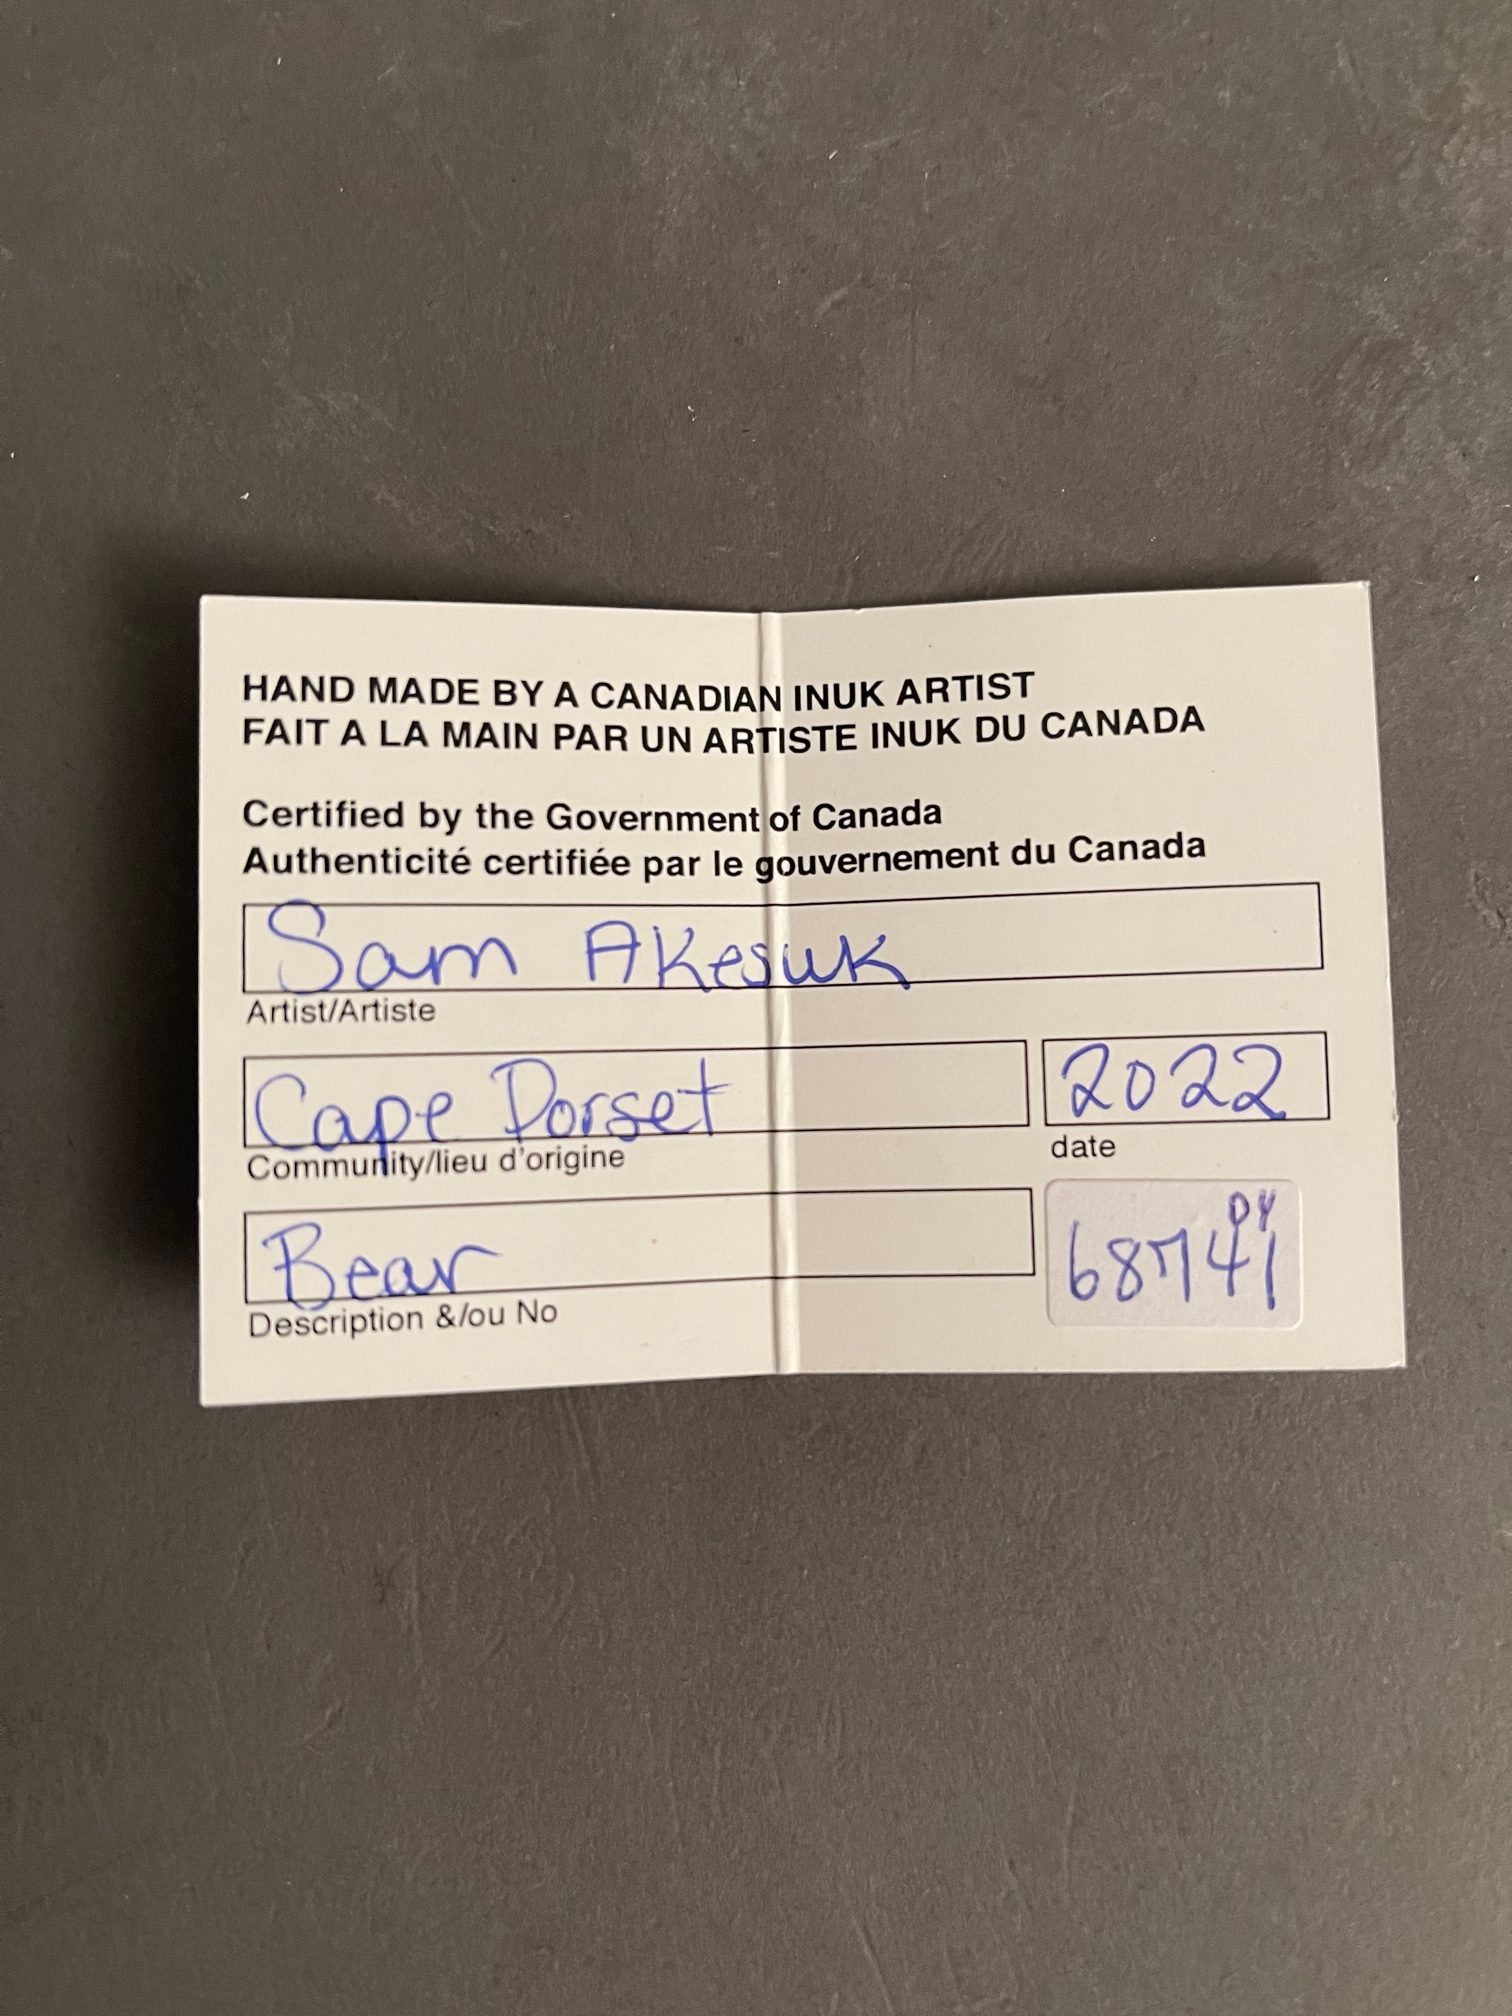 HAND MADE BY A CANADIAN INUK ARTIST
FAIT A LA MAIN PAR UN ARTISTE INUK DU CANADA
Certified by the Government of Canada
Authenticité certifiée par le gouvernement du Canada
Sam Akesuk
Artist/Artiste
Cape Dorset 2022
Community/lieu d'origine date
Bear
68741
Description &/ou No